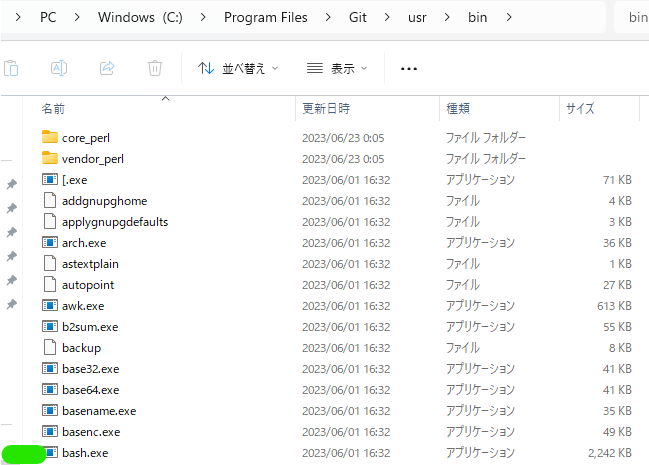 PC > Windows (C:) > Program Files > Git > usr > bin > bin
並べ替え 表示 ...
名前 更新日時 種類 サイズ
core_perl 2023/06/23 0:05 ファイル フォルダー
vendor_perl 2023/06/23 0:05 ファイル フォルダー
[.exe 2023/06/01 16:32 アプリケーション 71 KB
addgnupghome 2023/06/01 16:32 ファイル 4 KB
applygnupgdefaults 2023/06/01 16:32 ファイル 3 KB
arch.exe 2023/06/01 16:32 アプリケーション 36 KB
astextplain 2023/06/01 16:32 ファイル 1 KB
autopoint 2023/06/01 16:32 ファイル 27 KB
awk.exe 2023/06/01 16:32 アプリケーション 613 KB
b2sum.exe 2023/06/01 16:32 アプリケーション 55 KB
backup 2023/06/01 16:32 ファイル 8 KB
base32.exe 2023/06/01 16:32 アプリケーション 41 KB
base64.exe 2023/06/01 16:32 アプリケーション 41 KB
basename.exe 2023/06/01 16:32 アプリケーション 35 KB
basenc.exe 2023/06/01 16:32 アプリケーション 49 KB
bash.exe 2023/06/01 16:32 アプリケーション 2,242 KB